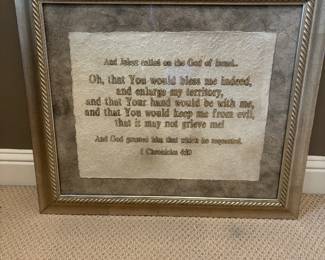 And Jabez called on the God of Israel..
Oh, that You would bless me indeed,
and enlarge my territory,
and that Your hand would be with me,
and that You would keep me from evil,
that it may not grieve me!
And God granted him that which he requested.
I Chronicles 4:10